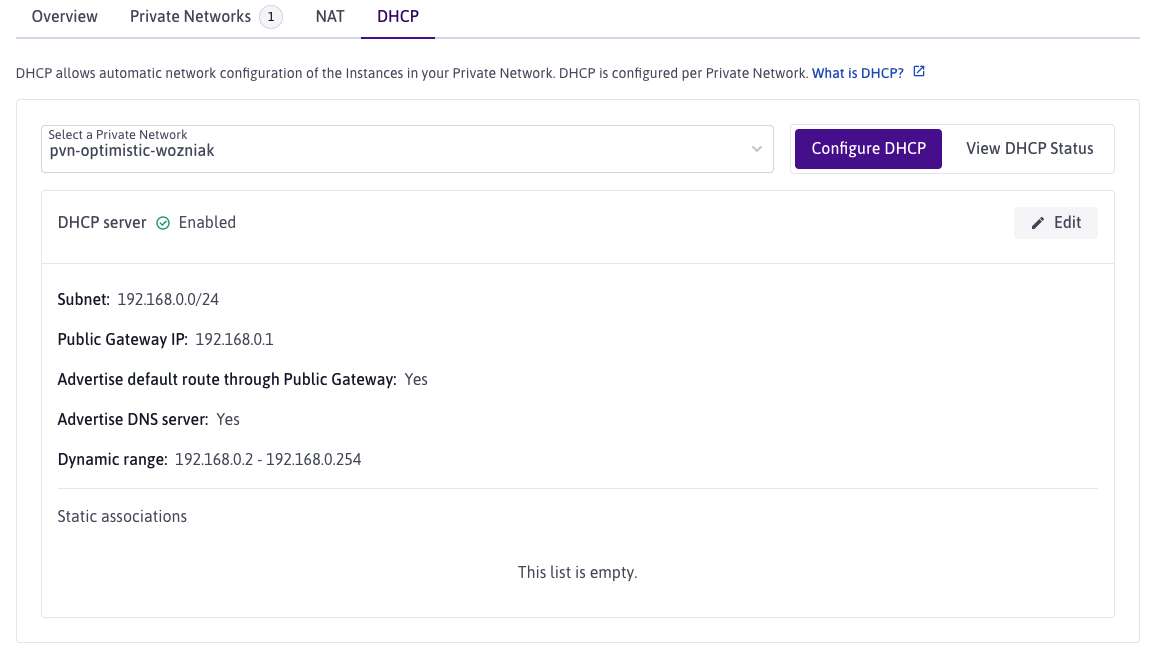 Overview Private Networks 1 NAT DHCP
DHCP allows automatic network configuration of the Instances in your Private Network. DHCP is configured per Private Network. What is DHCP?
Select a Private Network
pvn-optimistic-wozniak
Configure DHCP View DHCP Status
DHCP server Enabled Edit
Subnet: 192.168.0.0/24
Public Gateway IP: 192.168.0.1
Advertise default route through Public Gateway: Yes
Advertise DNS server: Yes
Dynamic range: 192.168.0.2 - 192.168.0.254
Static associations
This list is empty.